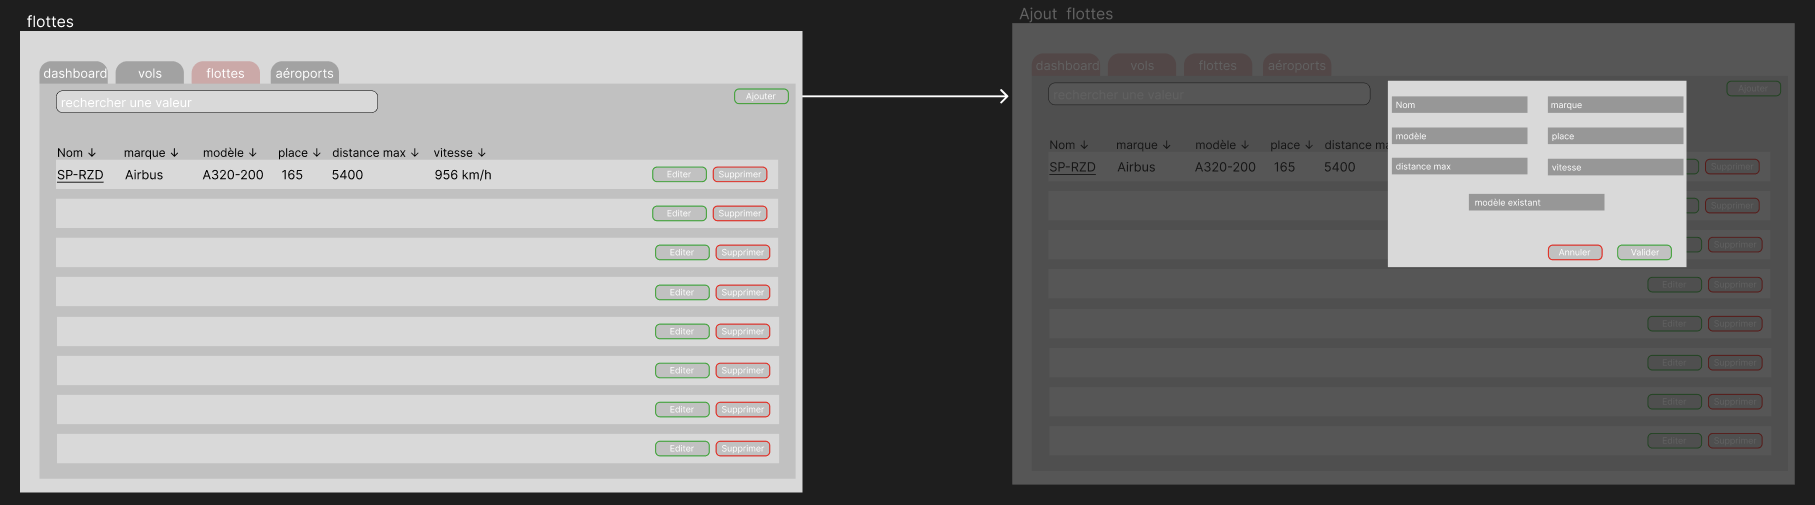 flottes
dashboard vols flottes aéroports
rechercher une valeur Ajouter
Nom ↓ marque ↓ modèle ↓ place ↓ distance max ↓ vitesse ↓
SP-RZD Airbus A320-200 165 5400 956 km/h Editer Supprimer
Editer Supprimer
Editer Supprimer
Editer Supprimer
Editer Supprimer
Editer Supprimer
Editer Supprimer
Editer Supprimer
Ajout flottes
dashboard vols flottes aéroports
rechercher une valeur Ajouter
Nom ↓ marque ↓ modèle ↓ place ↓ distance
SP-RZD Airbus A320-200 165 5400 Supprimer
Supprimer
Supprimer
Editer Supprimer
Editer Supprimer
Editer Supprimer
Editer Supprimer
Editer Supprimer
Nom marque
modèle place
distance max vitesse
modèle existant
Annuler Valider